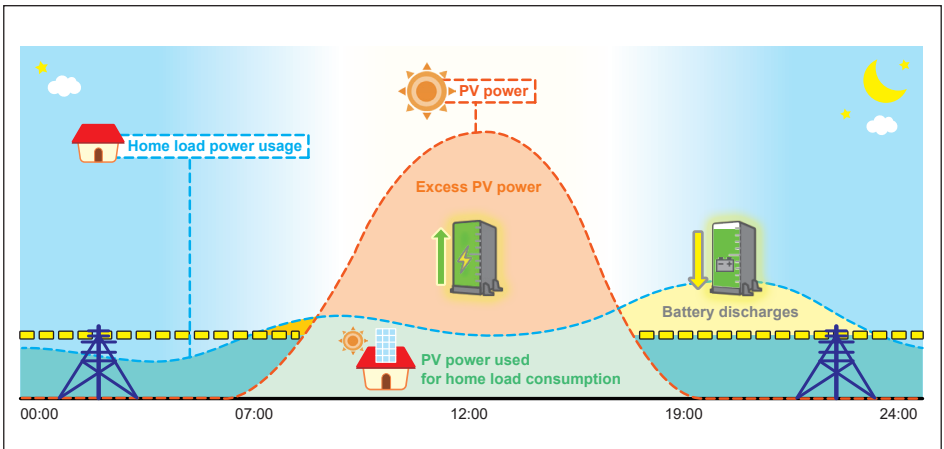 PV power
Home load power usage
Excess PV power
Battery discharges
PV power used
for home load consumption
00:00 07:00 12:00 19:00 24:00